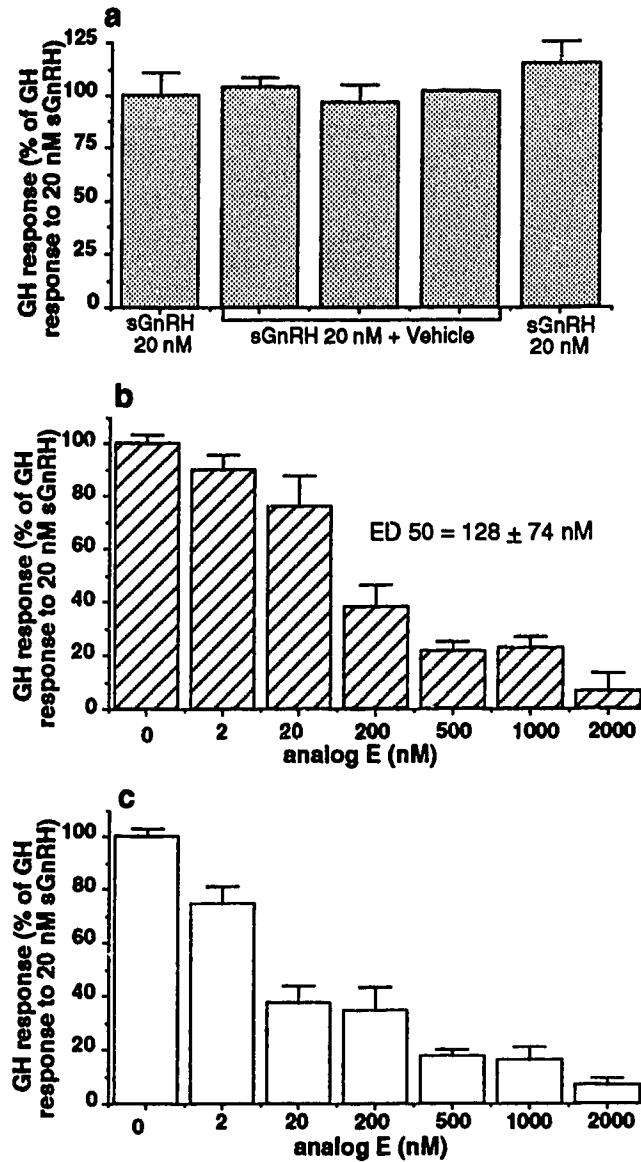 a
GH response (% of GH
response to 20 nM sGnRH)
125
100
75
50
25
0
sGnRH
20 nM
sGnRH 20 nM + Vehicle
sGnRH
20 nM
b
GH response (% of GH
response to 20 nM sGnRH)
100
80
60
40
20
0
ED 50 = 128 ± 74 nM
0 2 20 200 500 1000 2000
analog E (nM)
c
GH response (% of GH
response to 20 nM sGnRH)
100
80
60
40
20
0
0 2 20 200 500 1000 2000
analog E (nM)